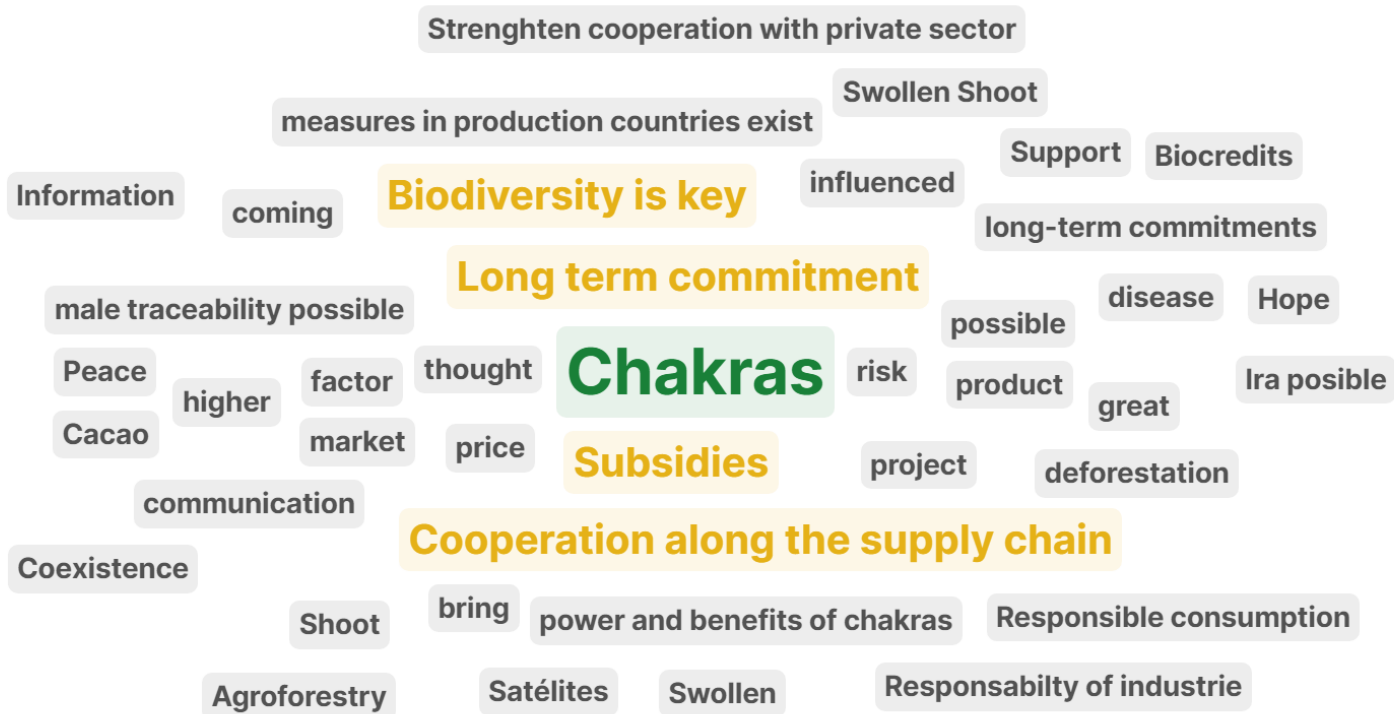 Strenghten cooperation with private sector
Swollen Shoot
measures in production countries exist
Support
Biocredits
Information
coming
Biodiversity is key
influenced
long-term commitments
Long term commitment
male traceability possible
possible
disease
Hope
Peace
higher
factor
thought
Chakras
risk
product
great
Ira posible
Cacao
market
price
Subsidies
project
deforestation
communication
Cooperation along the supply chain
Coexistence
Shoot
bring
power and benefits of chakras
Responsible consumption
Agroforestry
Satélites
Swollen
Responsabilty of industrie